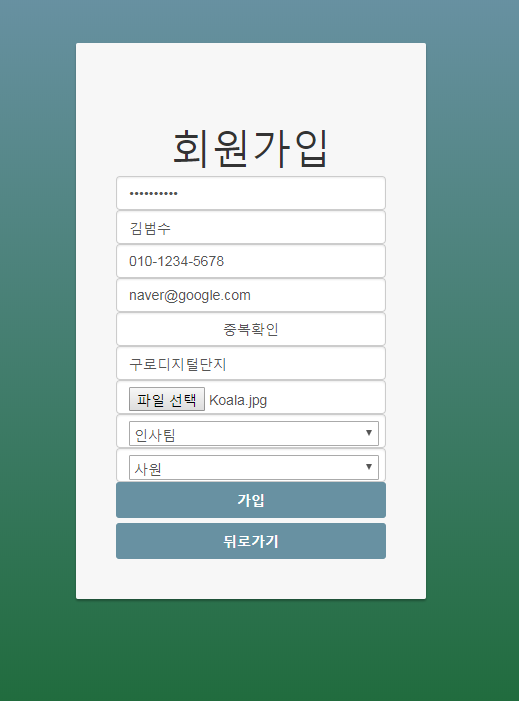 회원가입
••••••••••
김범수
010-1234-5678
naver@google.com
중복확인
구로디지털단지
파일 선택 Koala.jpg
인사팀
사원
가입
뒤로가기